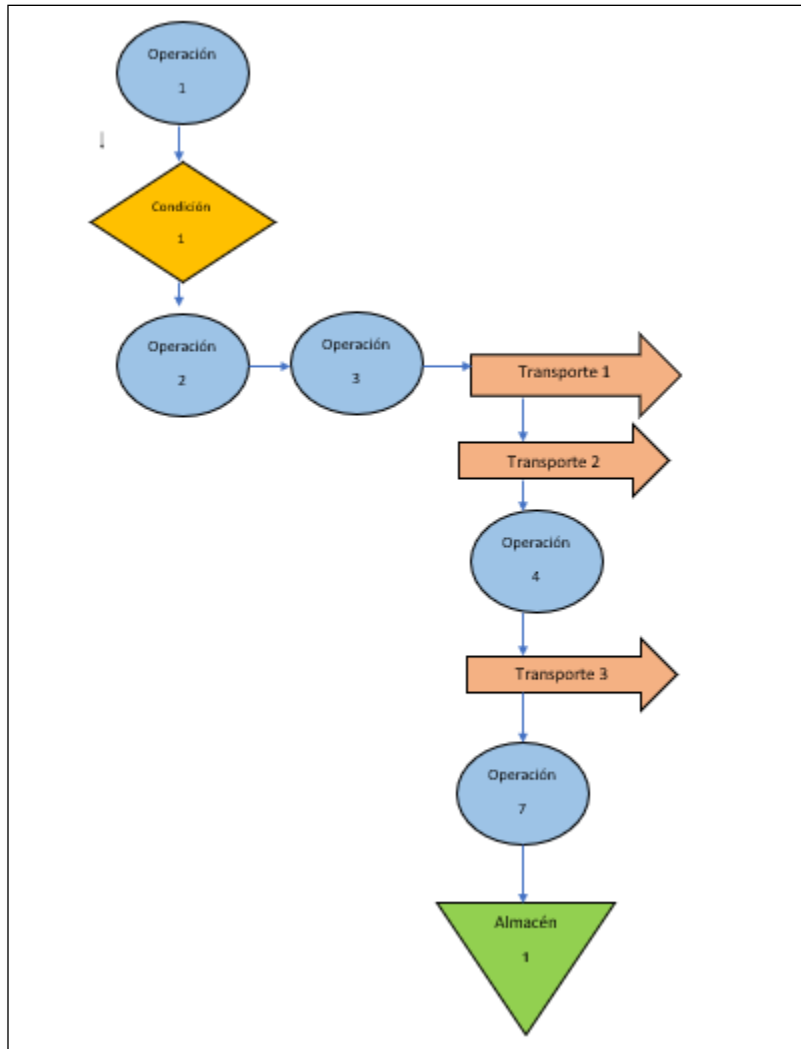 Operación
1
Condición
1
Operación
2
Operación
3
Transporte 1
Transporte 2
Operación
4
Transporte 3
Operación
7
Almacén
1